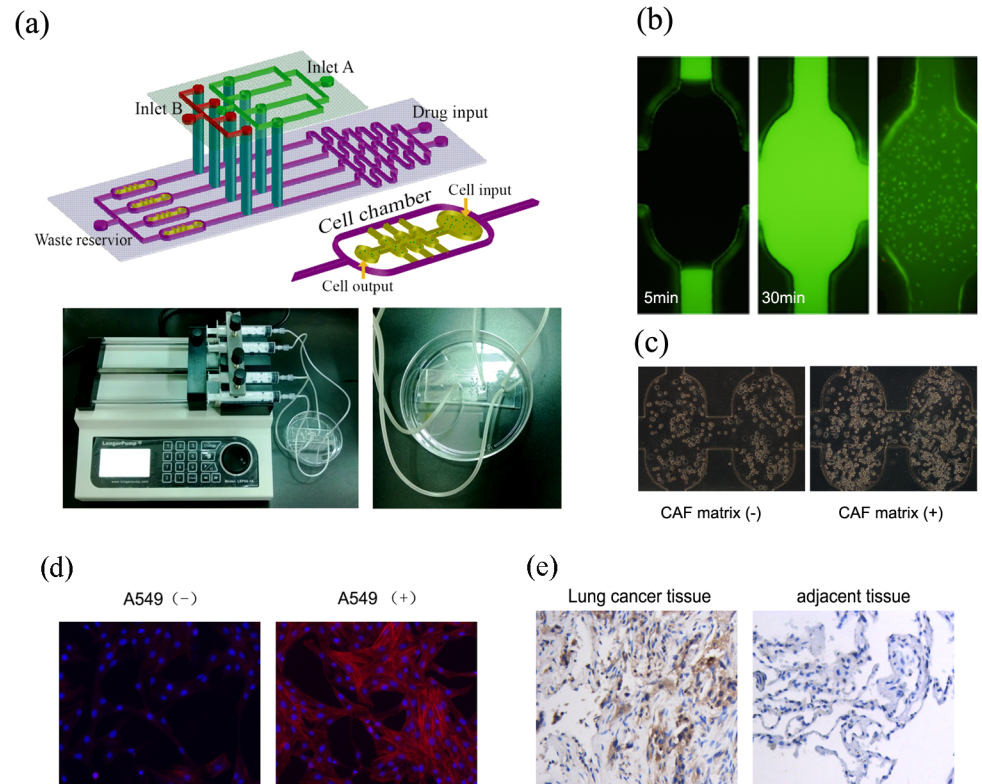 (a)
Inlet A
Inlet B
Drug input
Cell chamber
Cell input
Waste reservior
Cell output
LongerPump
(b)
5min
30min
(c)
CAF matrix (-)
CAF matrix (+)
(d)
A549 (-)
A549 (+)
(e)
Lung cancer tissue
adjacent tissue